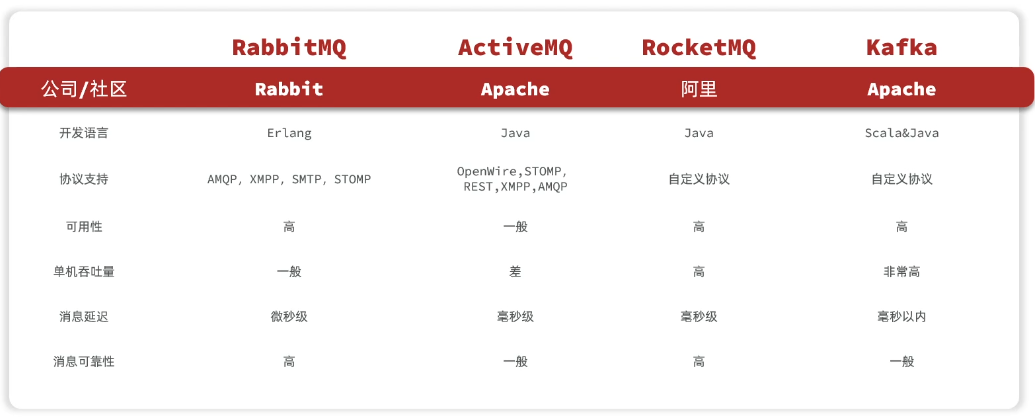 RabbitMQ ActiveMQ RocketMQ Kafka
公司/社区 Rabbit Apache 阿里 Apache
开发语言 Erlang Java Java Scala&Java
协议支持 AMQP, XMPP, SMTP, STOMP OpenWire,STOMP, REST,XMPP,AMQP 自定义协议 自定义协议
可用性 高 一般 高 高
单机吞吐量 一般 差 高 非常高
消息延迟 微秒级 毫秒级 毫秒级 毫秒以内
消息可靠性 高 一般 高 一般